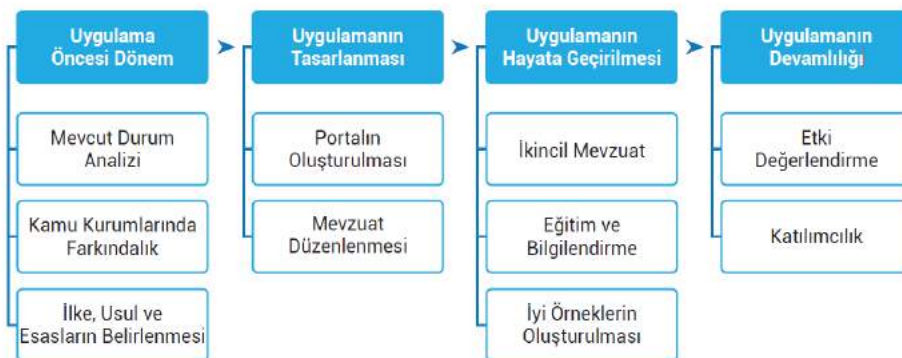 Uygulama
Öncesi Dönem
Mevcut Durum
Analizi
Kamu Kurumlarında
Farkındalık
İlke, Usul ve
Esasların Belirlenmesi
Uygulamanın
Tasarlanması
Portalın
Oluşturulması
Mevzuat
Düzenlenmesi
Uygulamanın
Hayata Geçirilmesi
İkincil Mevzuat
Eğitim ve
Bilgilendirme
İyi Örneklerin
Oluşturulması
Uygulamanın
Devamlılığı
Etki
Değerlendirme
Katılımcılık